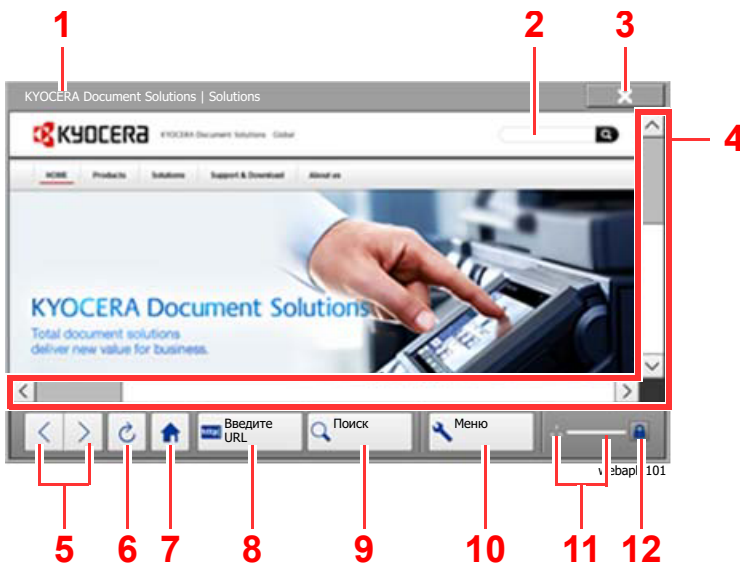 1 2 3
KYOCERA Document Solutions | Solutions
KYOCERA KYOCERA Document Solutions Global
4
HOME Products Solutions Support & Download About us
KYOCERA Document Solutions
Total document solutions
deliver new value for business.
Введите
URL
Поиск
Меню
101
5 6 7 8 9 10 11 12